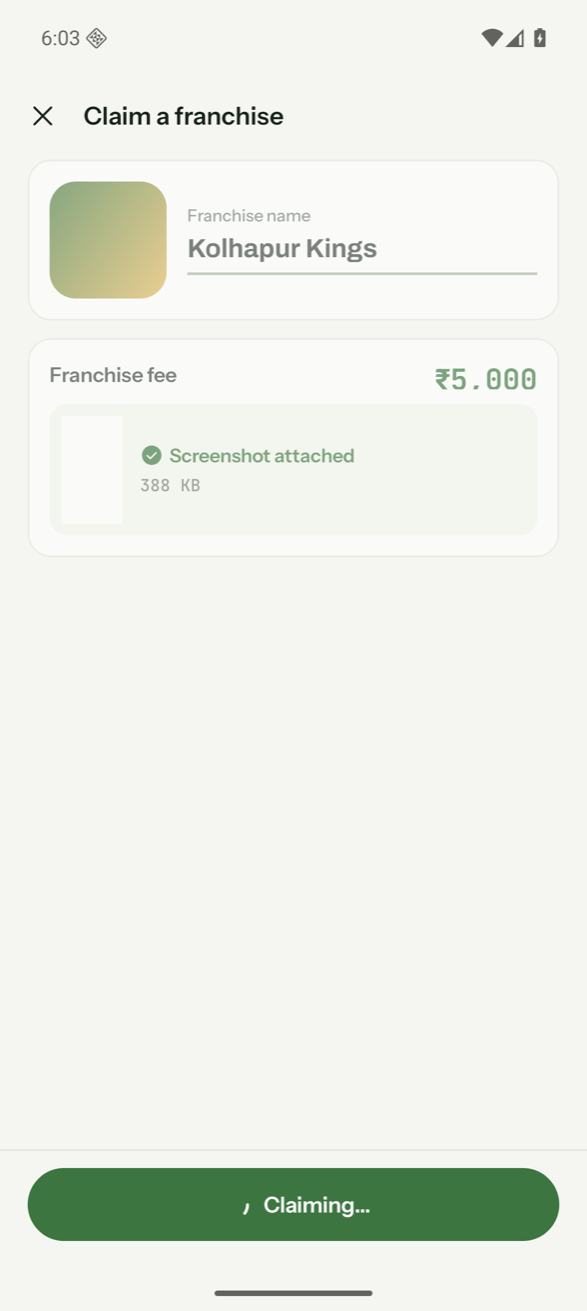 6:03
Claim a franchise
Franchise name
Kolhapur Kings
Franchise fee
₹5,000
Screenshot attached
388 KB
Claiming...